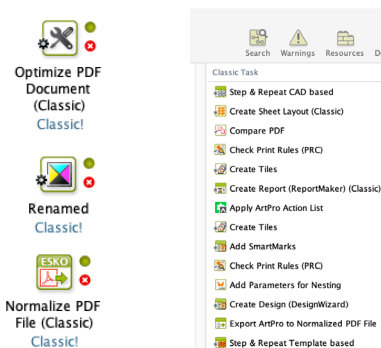 Optimize PDF
Document
(Classic)
Classic!
Renamed
Classic!
ESKO
Normalize PDF
File (Classic)
Classic!
Search Warnings Resources
Classic Task
Step & Repeat CAD based
Create Sheet Layout (Classic)
Compare PDF
Check Print Rules (PRC)
Create Tiles
Create Report (ReportMaker) (Classic)
Apply ArtPro Action List
Create Tiles
Add SmartMarks
Check Print Rules (PRC)
Add Parameters for Nesting
Create Design (DesignWizard)
Export ArtPro to Normalized PDF File
Step & Repeat Template based